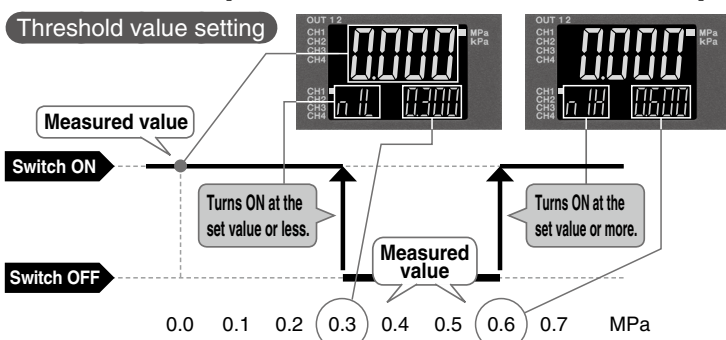 Threshold value setting
OUT 1 2
CH1
CH2
CH3
CH4
0.000
MPa
kPa
CH1
CH2
CH3
CH4
n1L 0.300
OUT 1 2
CH1
CH2
CH3
CH4
0.000
MPa
kPa
CH1
CH2
CH3
CH4
n1H 0.600
Measured value
Switch ON
Turns ON at the
set value or less.
Turns ON at the
set value or more.
Measured
value
Switch OFF
0.0 0.1 0.2 0.3 0.4 0.5 0.6 0.7 MPa